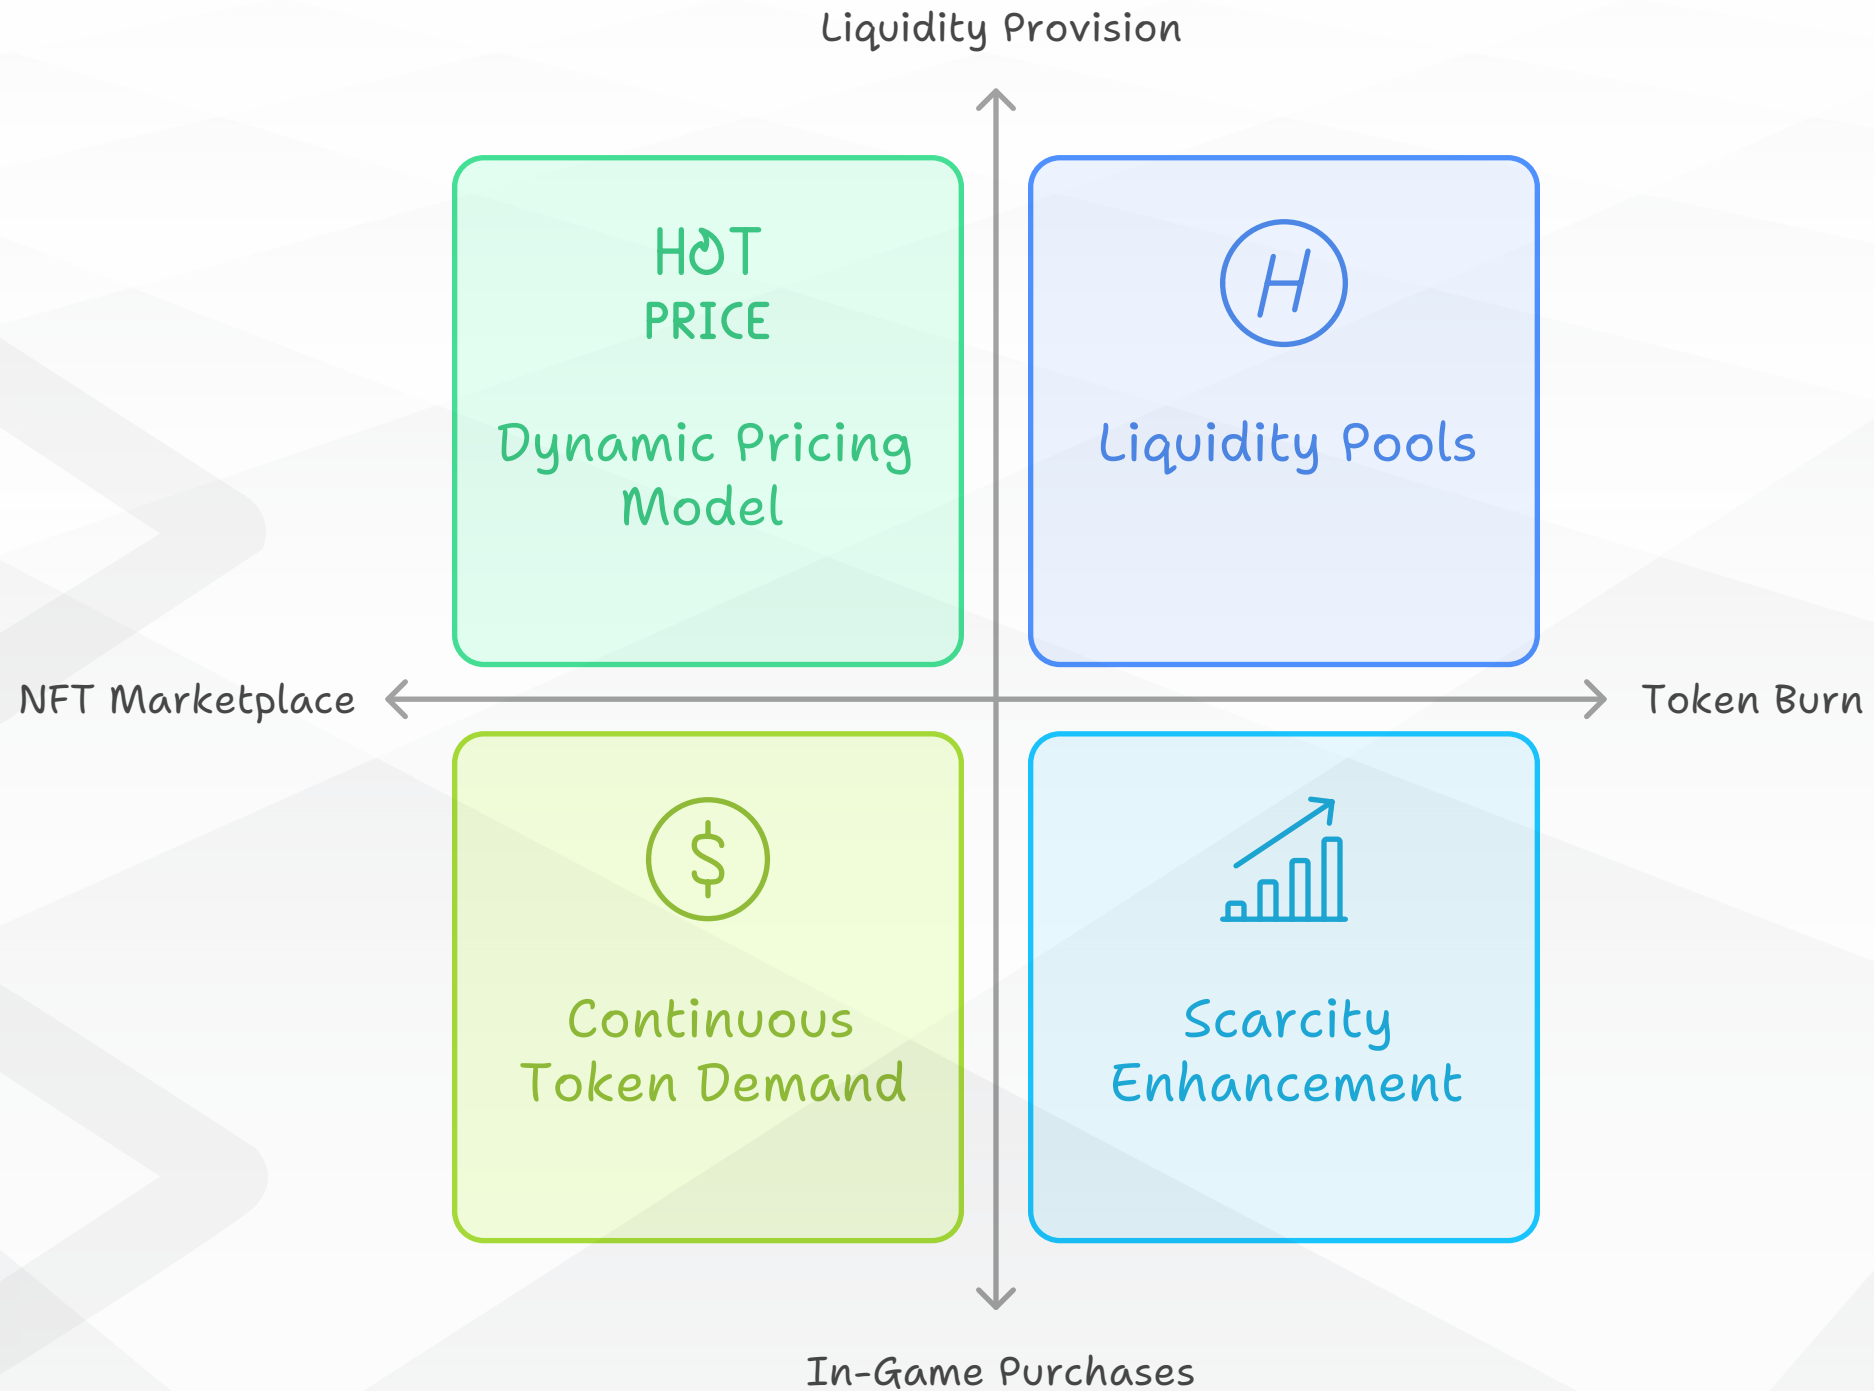 Liquidity Provision
HOT
PRICE
Dynamic Pricing
Model
H
Liquidity Pools
NFT Marketplace
Token Burn
$
Continuous
Token Demand
Scarcity
Enhancement
In-Game Purchases